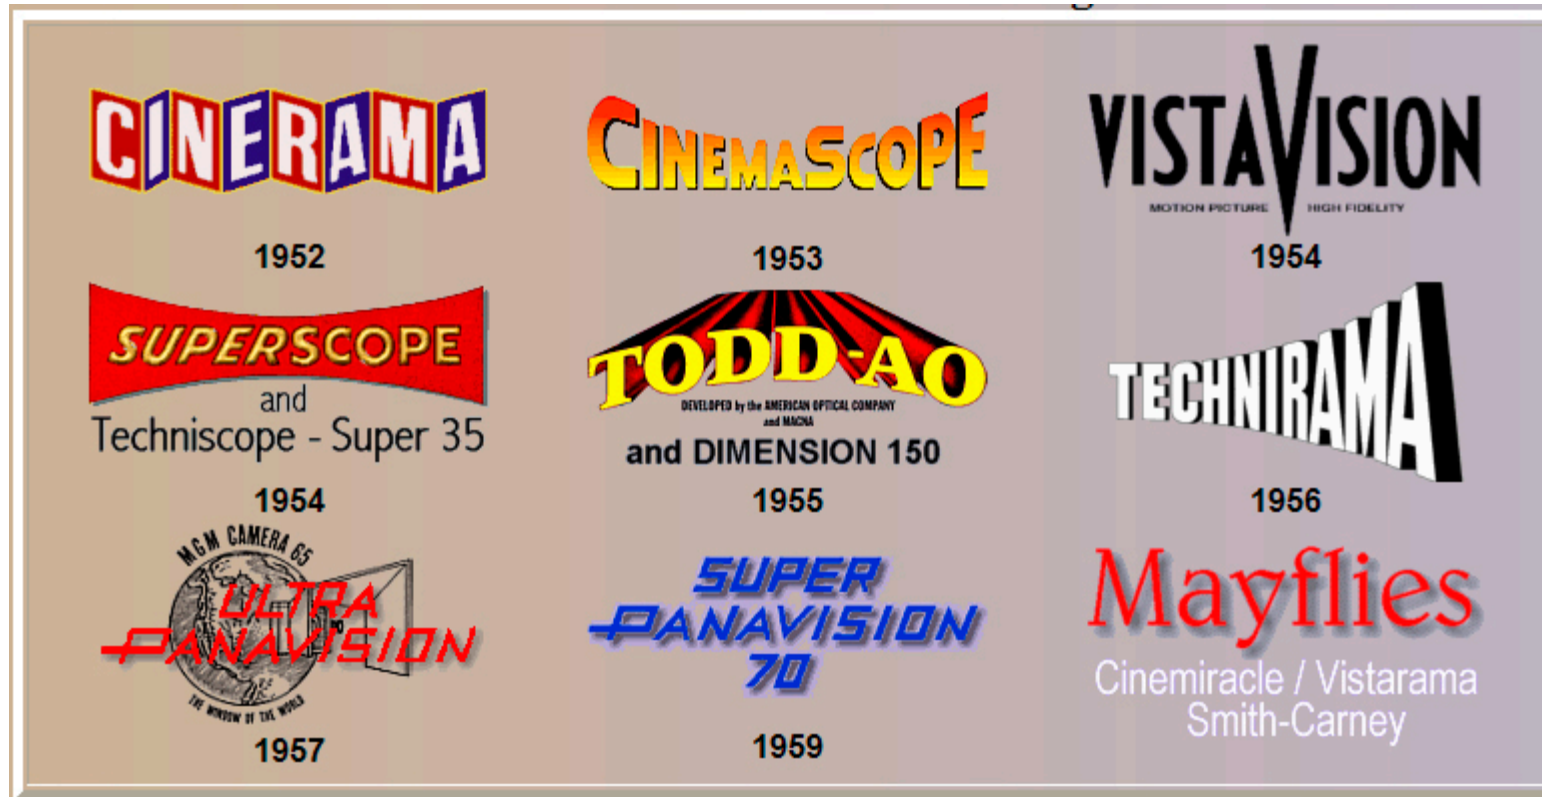 CINERAMA
1952
CINEMASCOPE
1953
VISTAVISION
MOTION PICTURE HIGH FIDELITY
1954
SUPERSCOPE
and
Techniscope - Super 35
1954
TODD-AO
DEVELOPED by the AMERICAN OPTICAL COMPANY
and MAGNA
and DIMENSION 150
1955
TECHNIRAMA
1956
MGM CAMERA 65
ULTRA
PANAVISION
THE WINDOW OF THE WORLD
1957
SUPER
PANAVISION
70
1959
Mayflies
Cinemiracle / Vistarama
Smith-Carney